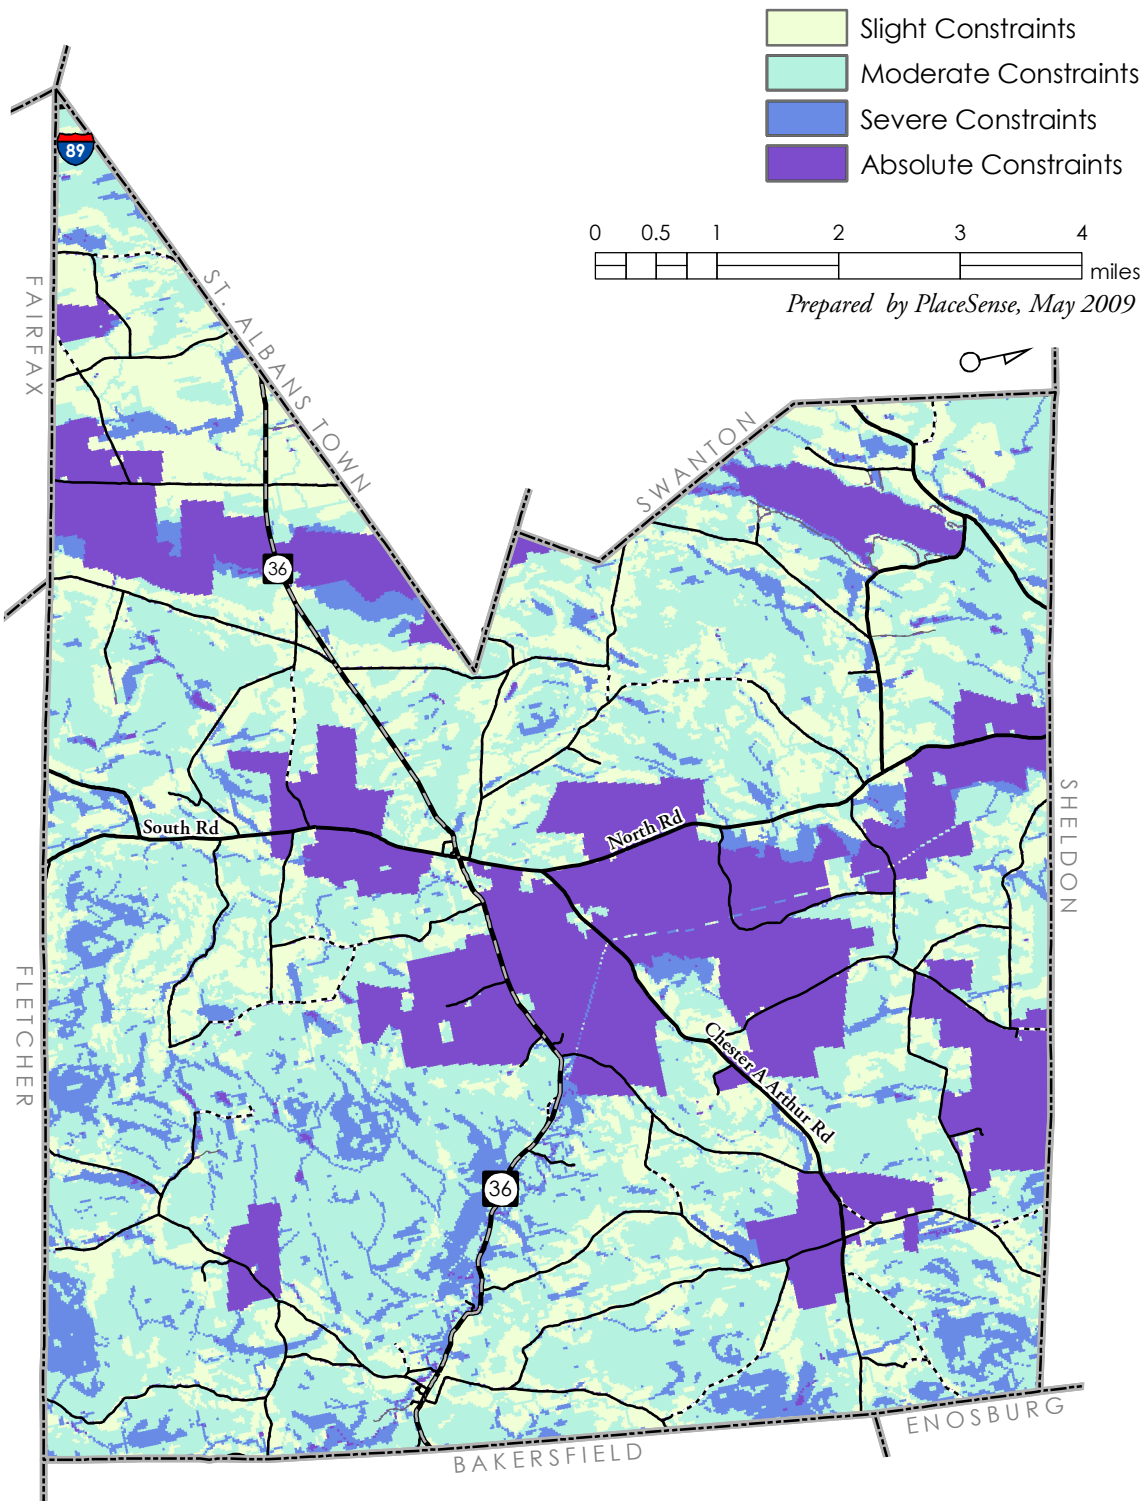 Slight Constraints
Moderate Constraints
Severe Constraints
Absolute Constraints
0 0.5 1 2 3 4
miles
Prepared by PlaceSense, May 2009
89
FAIRFAX
ST. ALBANS TOWN
SWANTON
36
South Rd
North Rd
SHELDON
FLETCHER
Chester A Arthur Rd
36
ENOSBURG
BAKERSFIELD